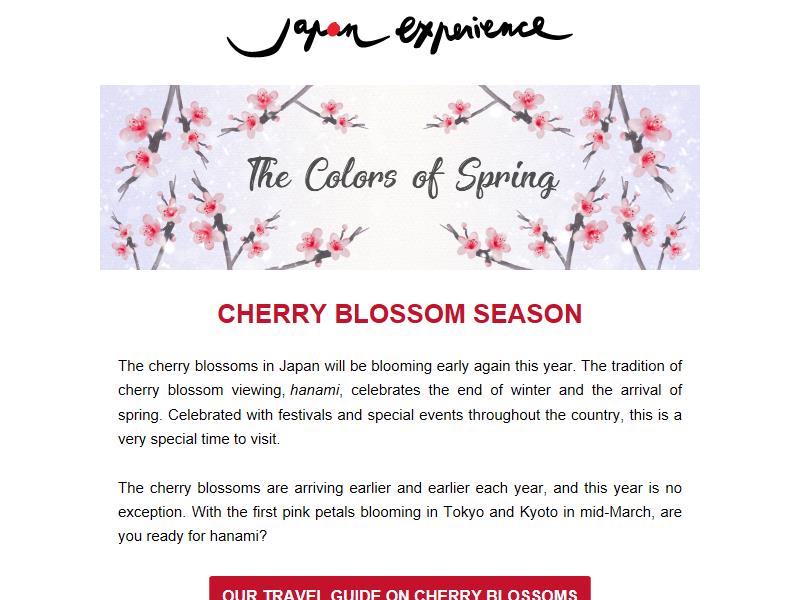 Japan experience
The Colors of Spring
CHERRY BLOSSOM SEASON
The cherry blossoms in Japan will be blooming early again this year. The tradition of
cherry blossom viewing, hanami, celebrates the end of winter and the arrival of
spring. Celebrated with festivals and special events throughout the country, this is a
very special time to visit.
The cherry blossoms are arriving earlier and earlier each year, and this year is no
exception. With the first pink petals blooming in Tokyo and Kyoto in mid-March, are
you ready for hanami?
OUR TRAVEL GUIDE ON CHERRY BLOSSOMS